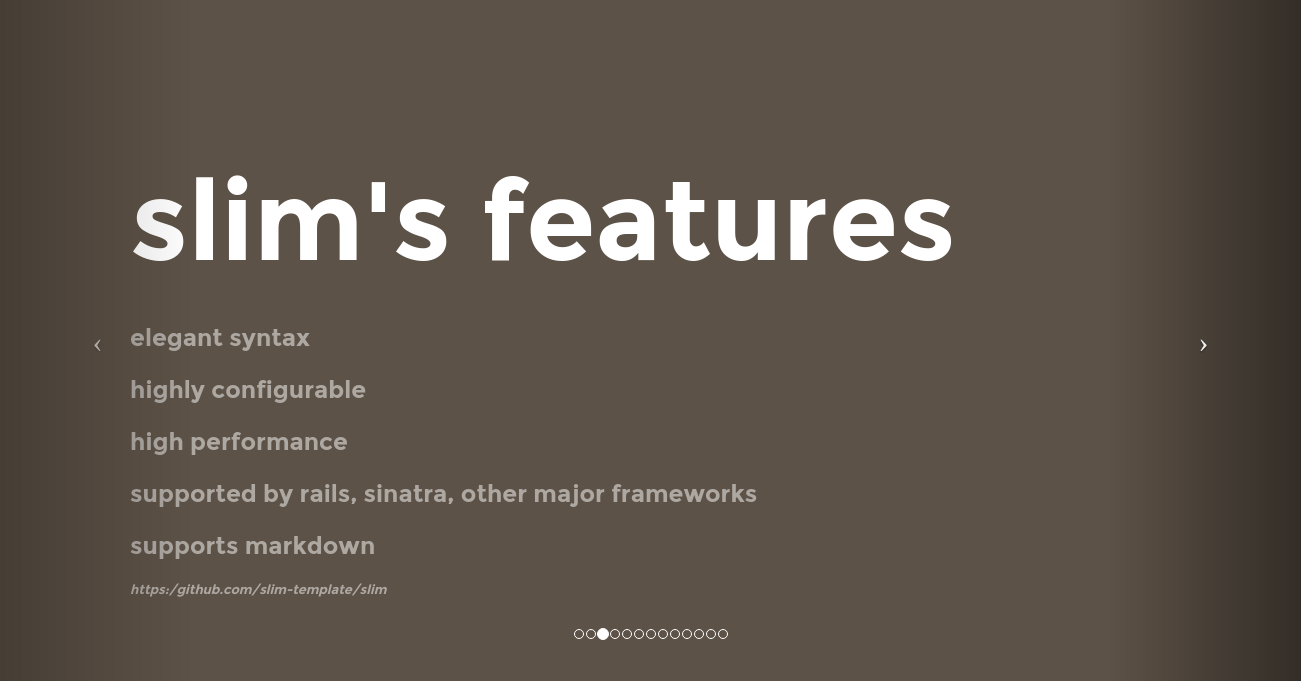 slim's features
elegant syntax
highly configurable
high performance
supported by rails, sinatra, other major frameworks
supports markdown
https:/github.com/slim-template/slim